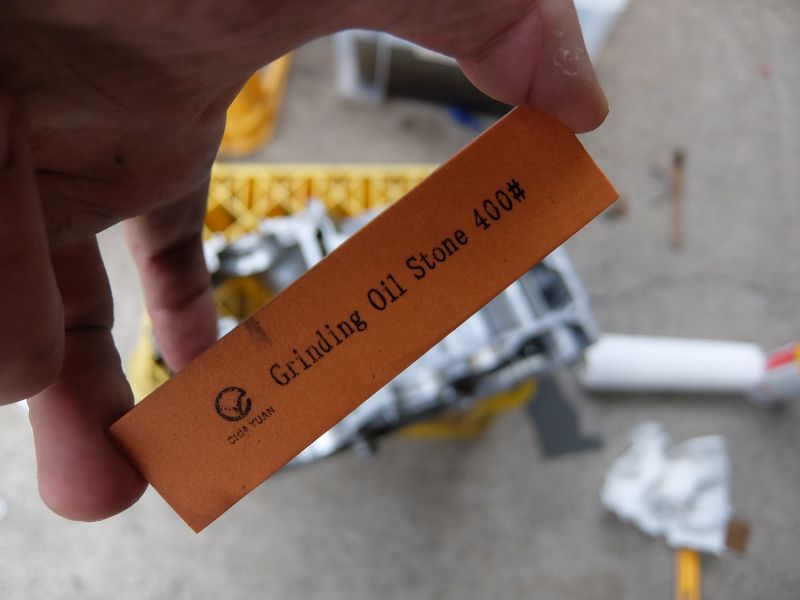 Grinding Oil Stone 400#
CHIA YUAN